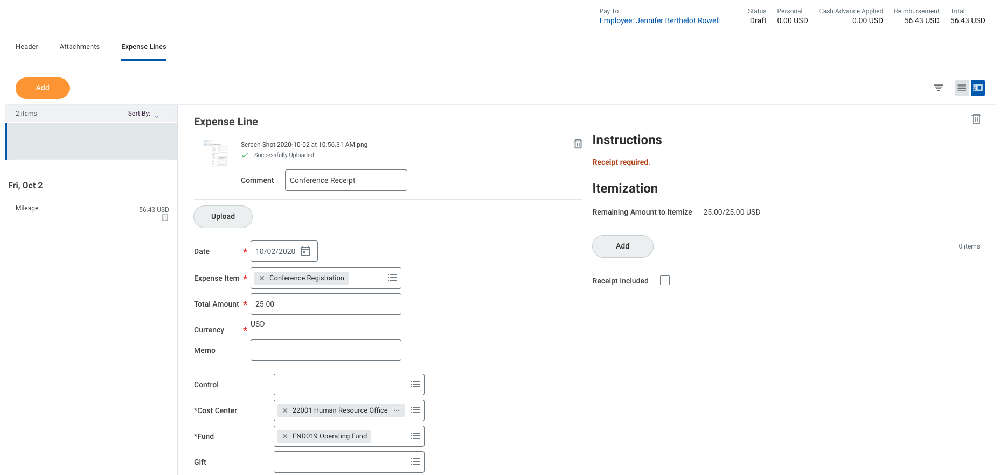 Pay To
Employee: Jennifer Berthelot Rowell
Status
Draft
Personal
0.00 USD
Cash Advance Applied
0.00 USD
Reimbursement
56.43 USD
Total
56.43 USD
Header
Attachments
Expense Lines
Add
2 items
Sort By:
Fri, Oct 2
Mileage
56.43 USD
Expense Line
Screen Shot 2020-10-02 at 10.56.31 AM.png
Successfully Uploaded!
Comment
Conference Receipt
Upload
Date *
10/02/2020
Expense Item *
Conference Registration
Total Amount *
25.00
Currency *
USD
Memo
Control
*Cost Center
22001 Human Resource Office ...
*Fund
FND019 Operating Fund
Gift
Instructions
Receipt required.
Itemization
Remaining Amount to Itemize 25.00/25.00 USD
Add
0 items
Receipt Included